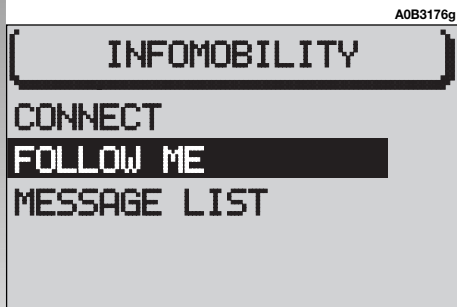 A0B3176g
INFOMOBILITY
CONNECT
FOLLOW ME
MESSAGE LIST